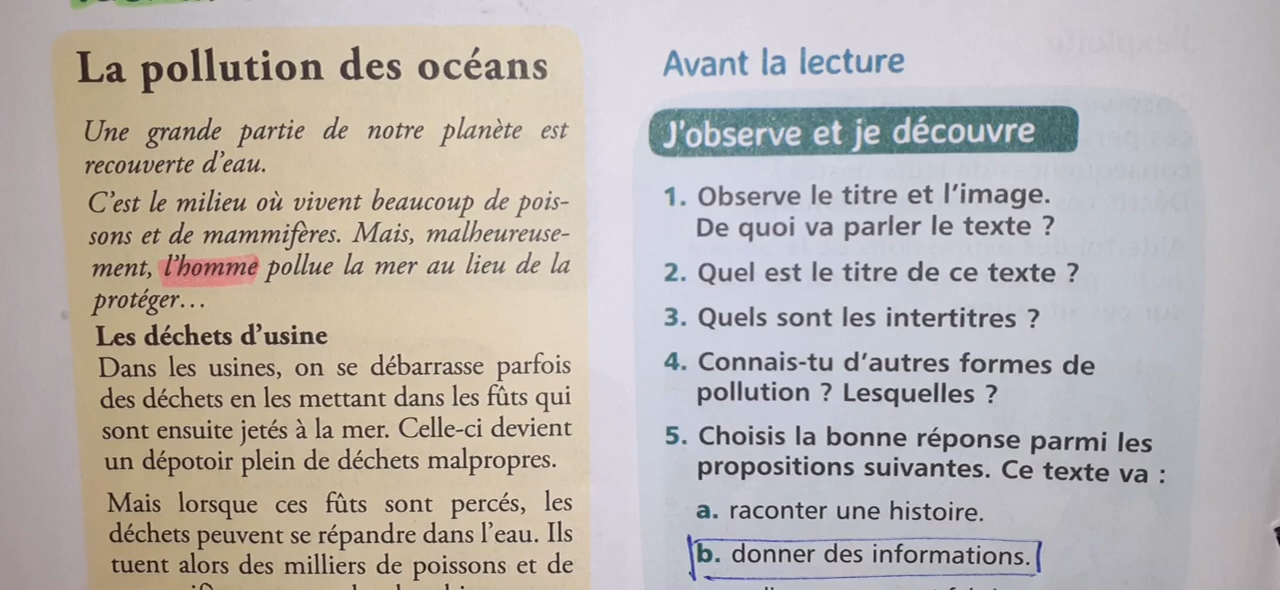 La pollution des océans
Une grande partie de notre planète est
recouverte d'eau.
C'est le milieu où vivent beaucoup de pois-
sons et de mammifères. Mais, malheureuse-
ment, l'homme pollue la mer au lieu de la
protéger...
Les déchets d'usine
Dans les usines, on se débarrasse parfois
des déchets en les mettant dans les fûts qui
sont ensuite jetés à la mer. Celle-ci devient
un dépotoir plein de déchets malpropres.
Mais lorsque ces fûts sont percés, les
déchets peuvent se répandre dans l'eau. Ils
tuent alors des milliers de poissons et de
Avant la lecture
J'observe et je découvre
1. Observe le titre et l'image.
De quoi va parler le texte ?
2. Quel est le titre de ce texte ?
3. Quels sont les intertitres ?
4. Connais-tu d'autres formes de
pollution ? Lesquelles ?
5. Choisis la bonne réponse parmi les
propositions suivantes. Ce texte va :
a. raconter une histoire.
b. donner des informations.